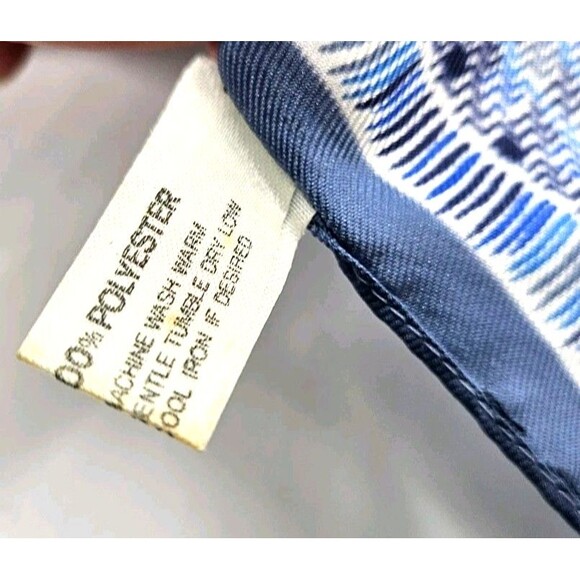 00% POLYESTER
ACHINE WASH WARM
ENTLE TUMBLE DRY LOW
OOL IRON IF DESIRED